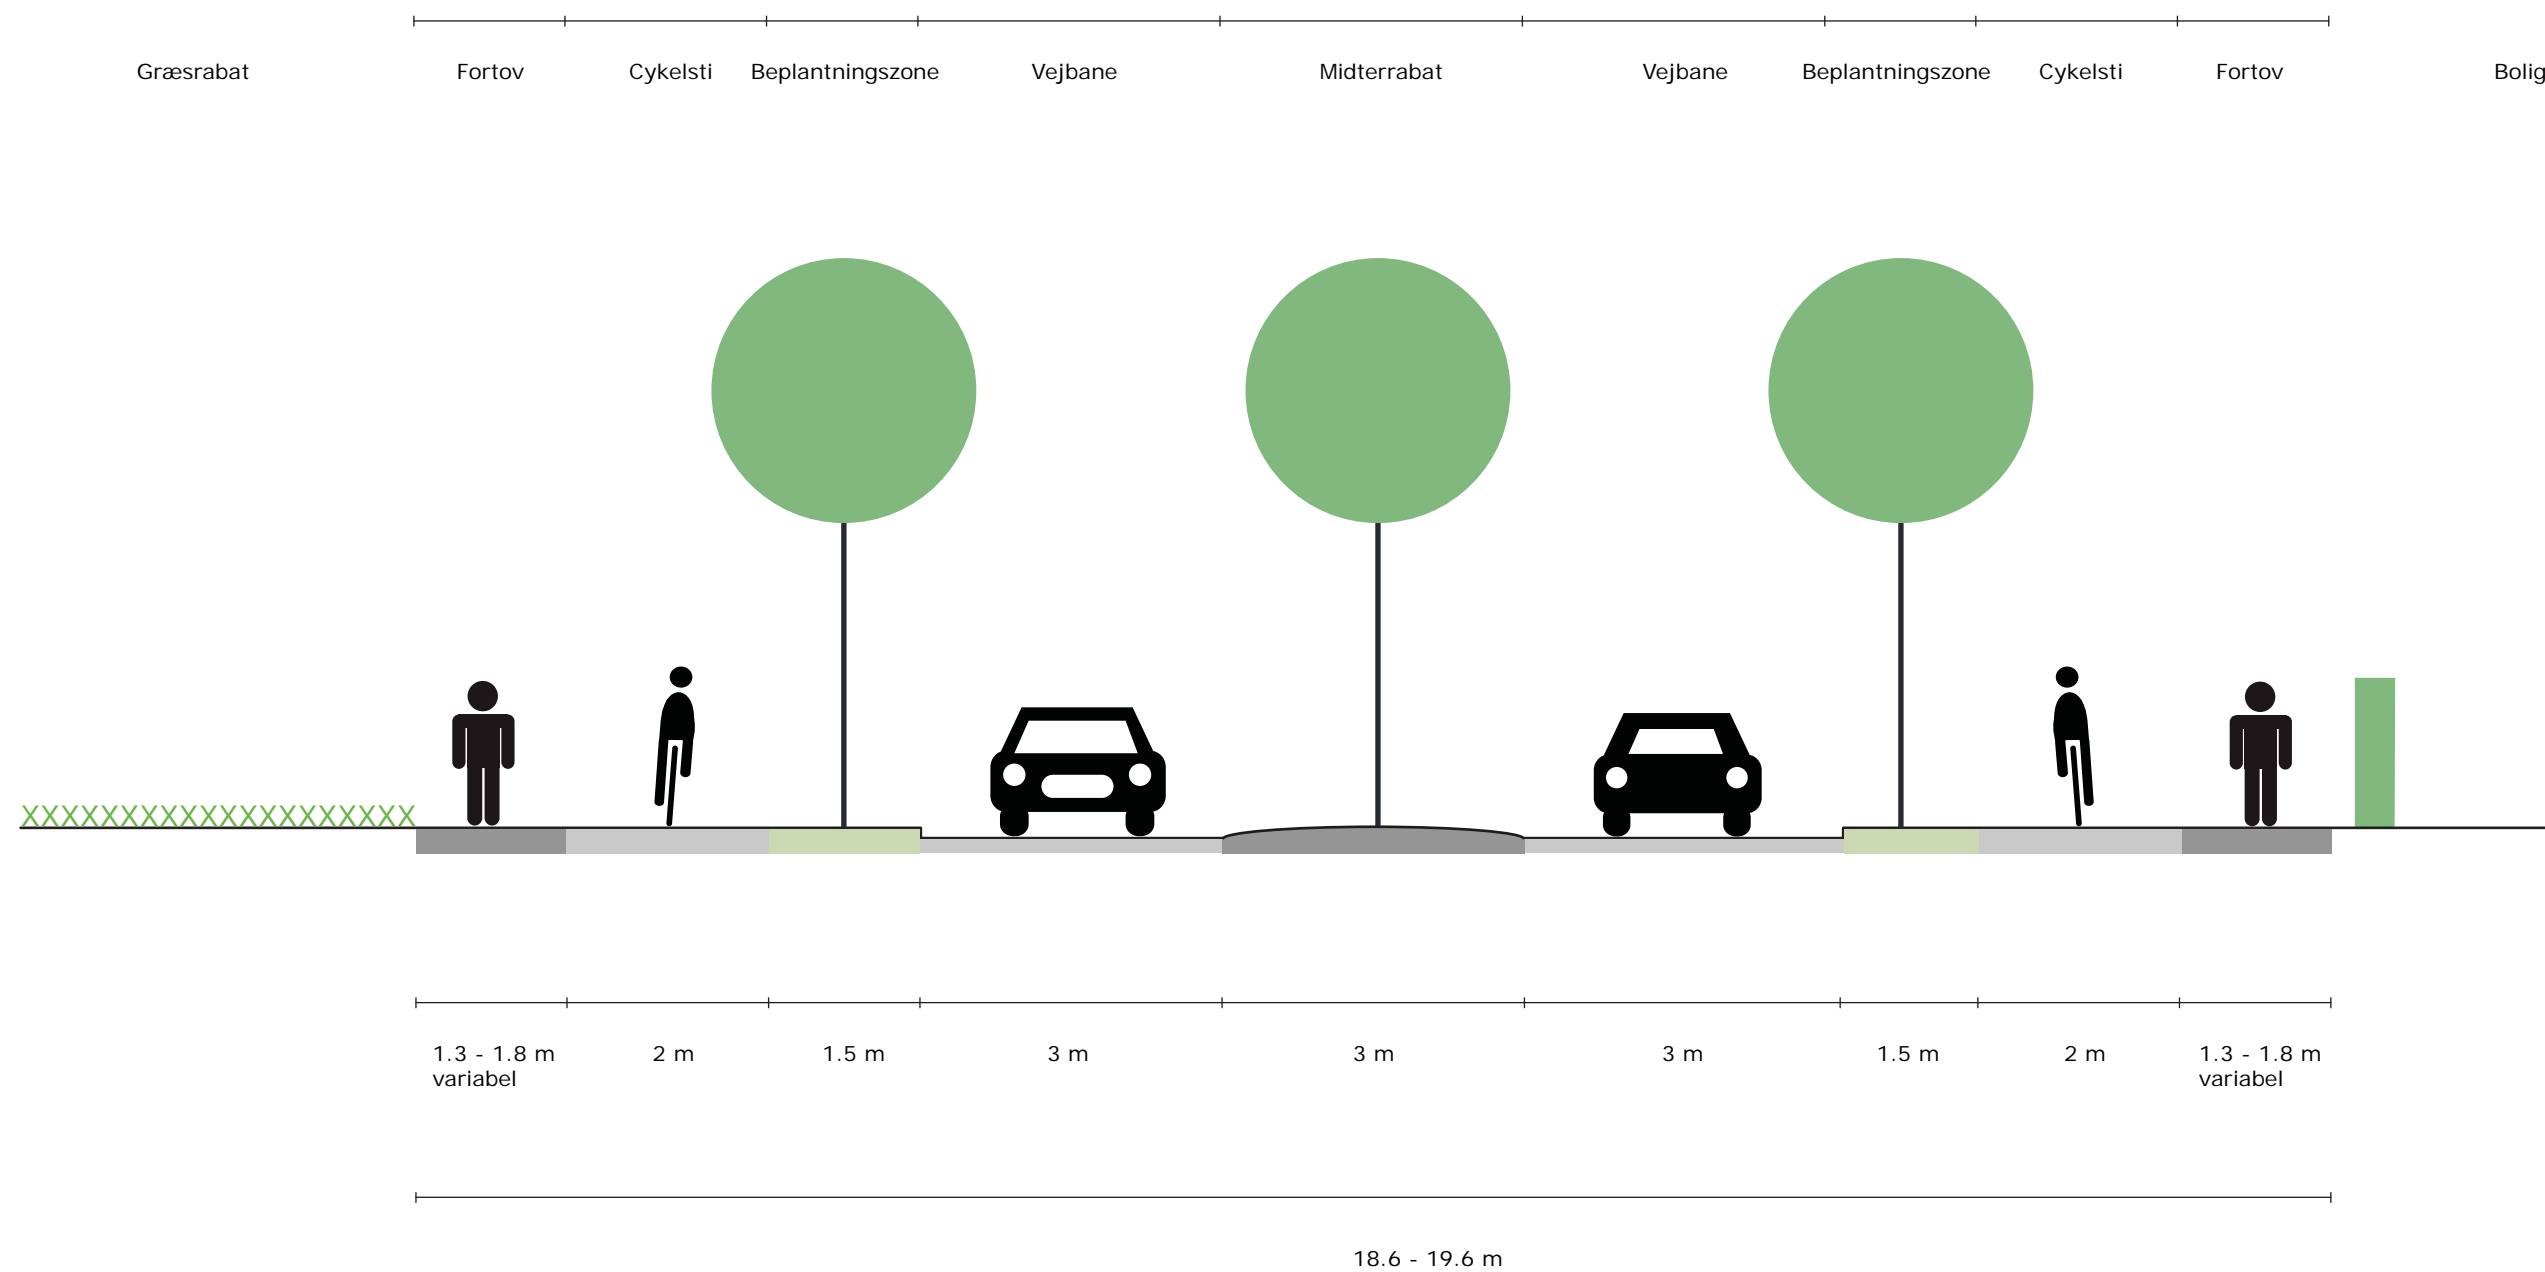 Græsrabat Fortov Cykelsti Beplantningszone Vejbane Midterrabat Vejbane Beplantningszone Cykelsti Fortov Bolig
1.3 - 1.8 m 2 m 1.5 m 3 m 3 m 3 m 1.5 m 2 m 1.3 - 1.8 m
variabel variabel
18.6 - 19.6 m